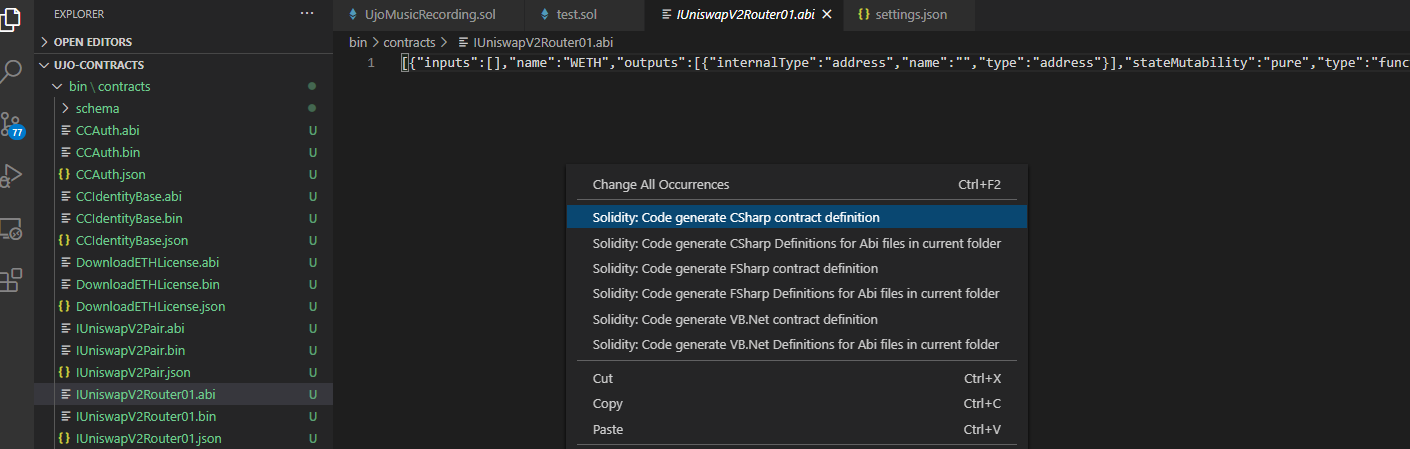 EXPLORER
···
OPEN EDITORS
UJO-CONTRACTS
bin \ contracts
schema
CCAuth.abi U
CCAuth.bin U
{} CCAuth.json U
CCIdentityBase.abi U
CCIdentityBase.bin U
{} CCIdentityBase.json U
DownloadETHLicense.abi U
DownloadETHLicense.bin U
{} DownloadETHLicense.json U
IUniswapV2Pair.abi U
IUniswapV2Pair.bin U
{} IUniswapV2Pair.json U
IUniswapV2Router01.abi U
IUniswapV2Router01.bin U
{} IUniswapV2Router01.json U
77
UjoMusicRecording.sol
test.sol
IUniswapV2Router01.abi
{} settings.json
bin > contracts > IUniswapV2Router01.abi
1 [{"inputs":[],"name":"WETH","outputs":[{"internalType":"address","name":"","type":"address"}],"stateMutability":"pure","type":"func
Change All Occurrences Ctrl+F2
Solidity: Code generate CSharp contract definition
Solidity: Code generate CSharp Definitions for Abi files in current folder
Solidity: Code generate FSharp contract definition
Solidity: Code generate FSharp Definitions for Abi files in current folder
Solidity: Code generate VB.Net contract definition
Solidity: Code generate VB.Net Definitions for Abi files in current folder
Cut Ctrl+X
Copy Ctrl+C
Paste Ctrl+V